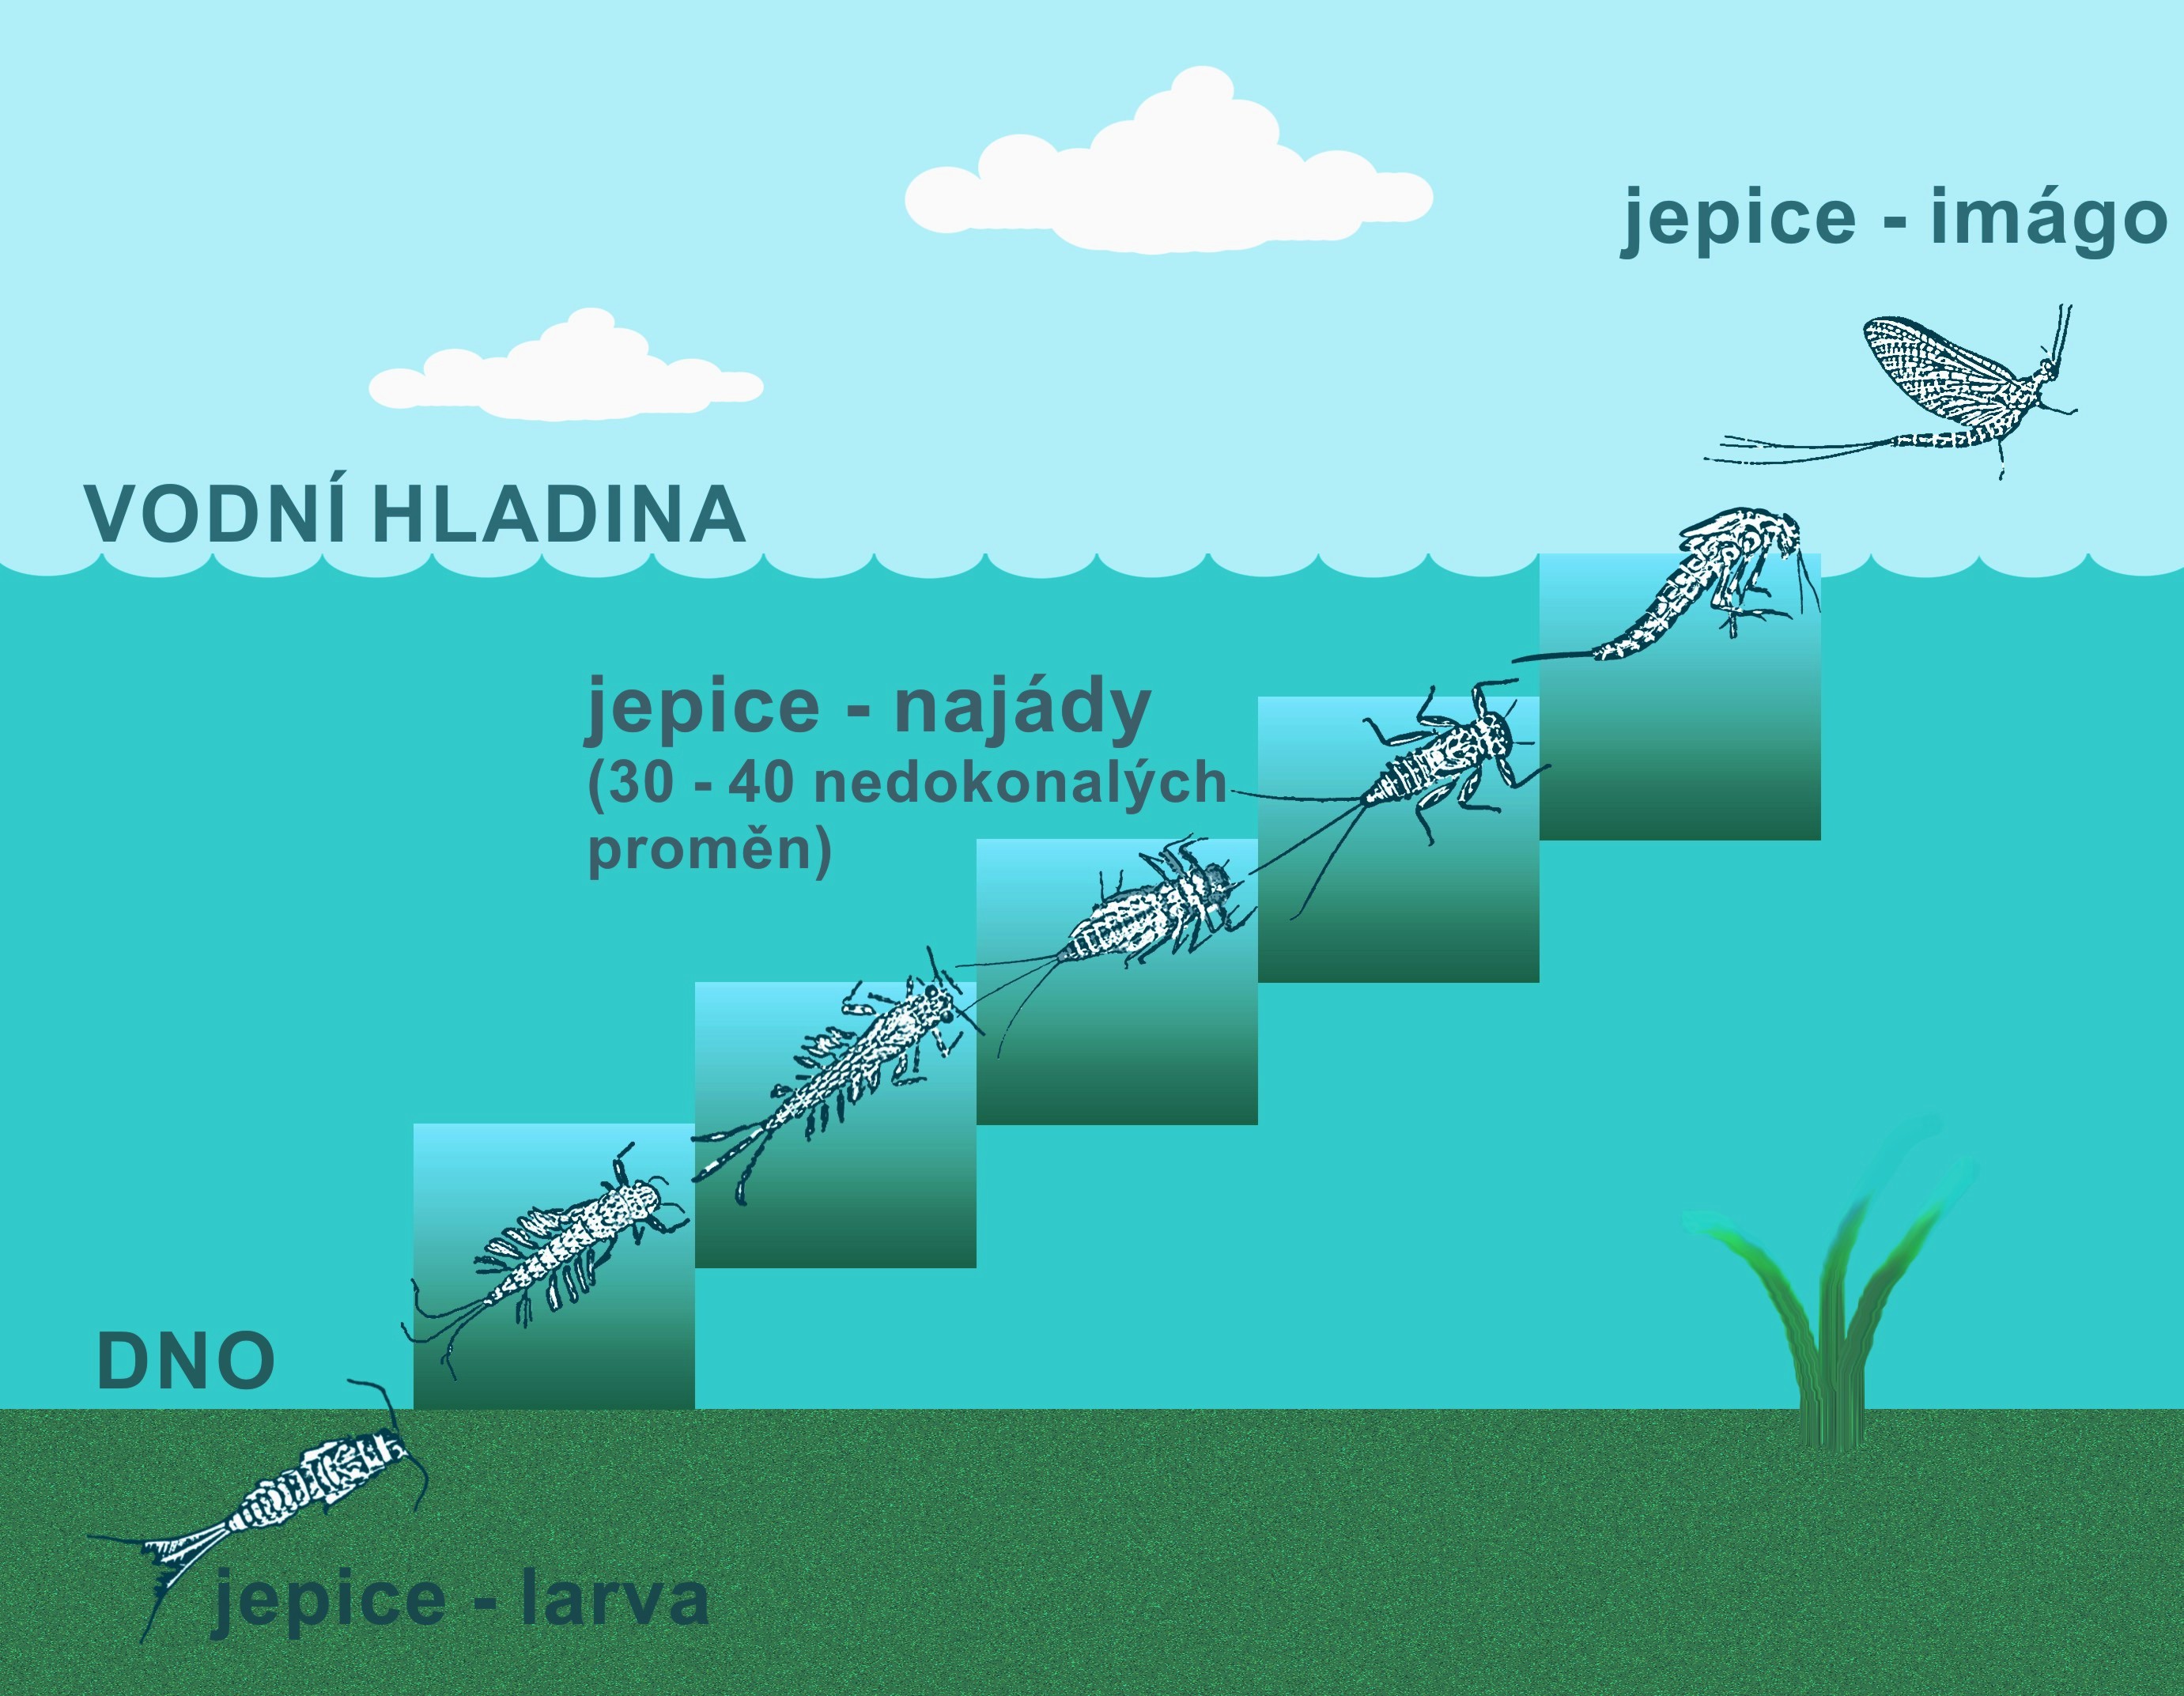 jepice - imágo
VODNÍ HLADINA
jepice - najády
(30 - 40 nedokonalých
proměn)
DNO
jepice - larva